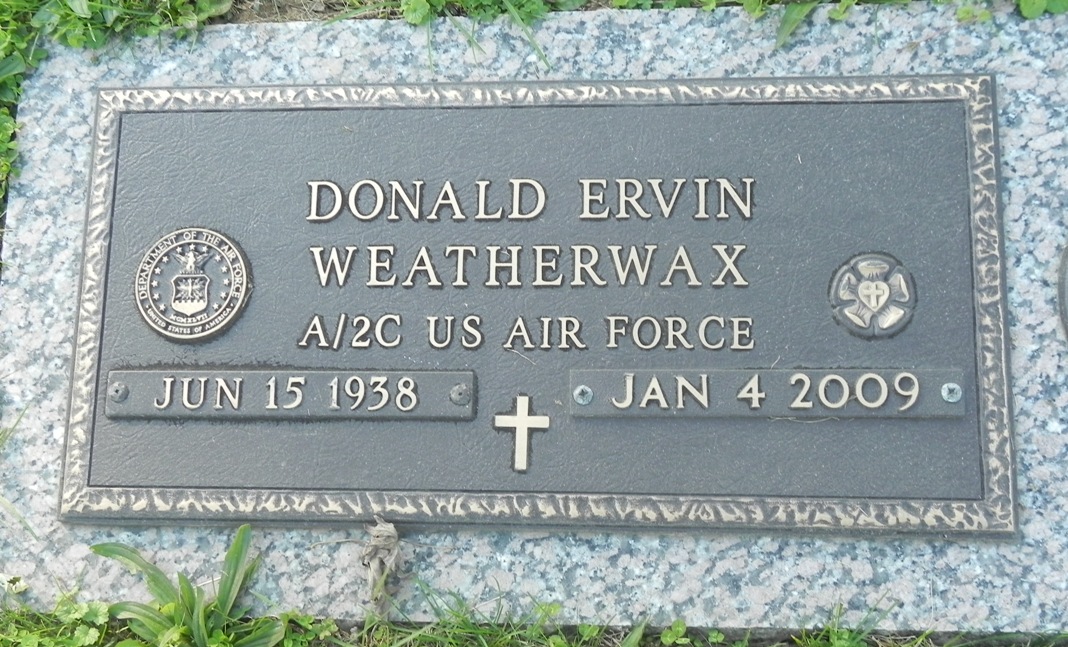 DONALD ERVIN
WEATHERWAX
A/2C US AIR FORCE
JUN 15 1938
JAN 4 2009
DEPARTMENT OF THE AIR FORCE
MCMXLVII
UNITED STATES OF AMERICA